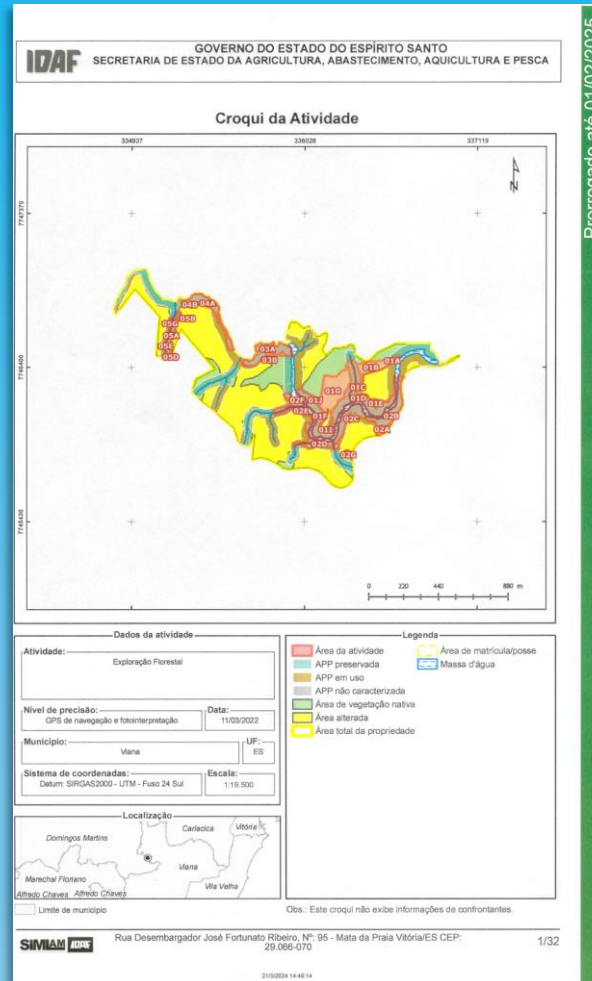 IDAF
GOVERNO DO ESTADO DO ESPÍRITO SANTO
SECRETARIA DE ESTADO DA AGRICULTURA, ABASTECIMENTO, AQUICULTURA E PESCA
Prorrogado até 01/02/2025
Croqui da Atividade
334937
336028
337119
7747370
N
04B 04A
05G 05B
05A
05E
05D
03A
03B
01A
01B
01G
01C
01D
01E
02F 012
02E
01F
02C
02B
02A
02D
02G
0 220 440 880 m
Dados da atividade
Atividade:
Exploração Florestal
Nível de precisão:
GPS de navegação e fotointerpretação
Data:
11/03/2022
Município:
Viana
UF:
ES
Sistema de coordenadas:
Datum: SIRGAS2000 - UTM - Fuso 24 Sul
Escala:
1:19.500
Legenda
Área da atividade
APP preservada
APP em uso
APP não caracterizada
Área de vegetação nativa
Área alterada
Área total da propriedade
Área de matrícula/posse
Massa d'água
Localização
Domingos Martins
Cariacica
Vitória
Viana
Marechal Floriano
Alfredo Chaves
Alfredo Chaves
Vila Velha
Limite de município
Obs.: Este croqui não exibe informações de confrontantes.
SIMLAM IDAF
Rua Desembargador José Fortunato Ribeiro, Nº: 95 - Mata da Praia Vitória/ES CEP:
29.066-070
1/32
21/5/2024 14:46:14